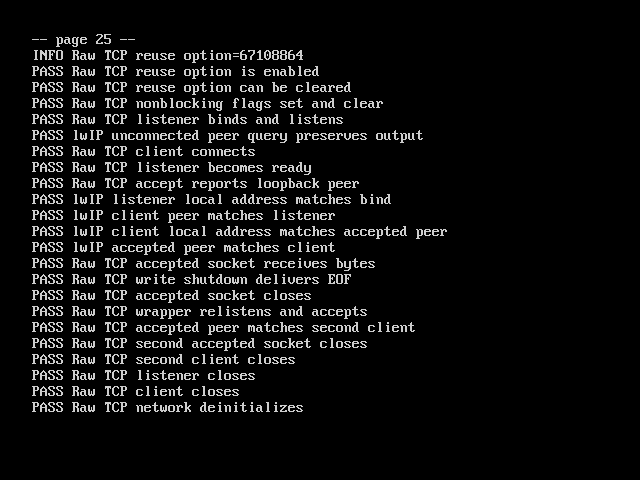 -- page 25 --
INFO Raw TCP reuse option=67108864
PASS Raw TCP reuse option is enabled
PASS Raw TCP reuse option can be cleared
PASS Raw TCP nonblocking flags set and clear
PASS Raw TCP listener binds and listens
PASS lwIP unconnected peer query preserves output
PASS Raw TCP client connects
PASS Raw TCP listener becomes ready
PASS Raw TCP accept reports loopback peer
PASS lwIP listener local address matches bind
PASS lwIP client peer matches listener
PASS lwIP client local address matches accepted peer
PASS lwIP accepted peer matches client
PASS Raw TCP accepted socket receives bytes
PASS Raw TCP write shutdown delivers EOF
PASS Raw TCP accepted socket closes
PASS Raw TCP wrapper relistens and accepts
PASS Raw TCP accepted peer matches second client
PASS Raw TCP second accepted socket closes
PASS Raw TCP second client closes
PASS Raw TCP listener closes
PASS Raw TCP client closes
PASS Raw TCP network deinitializes